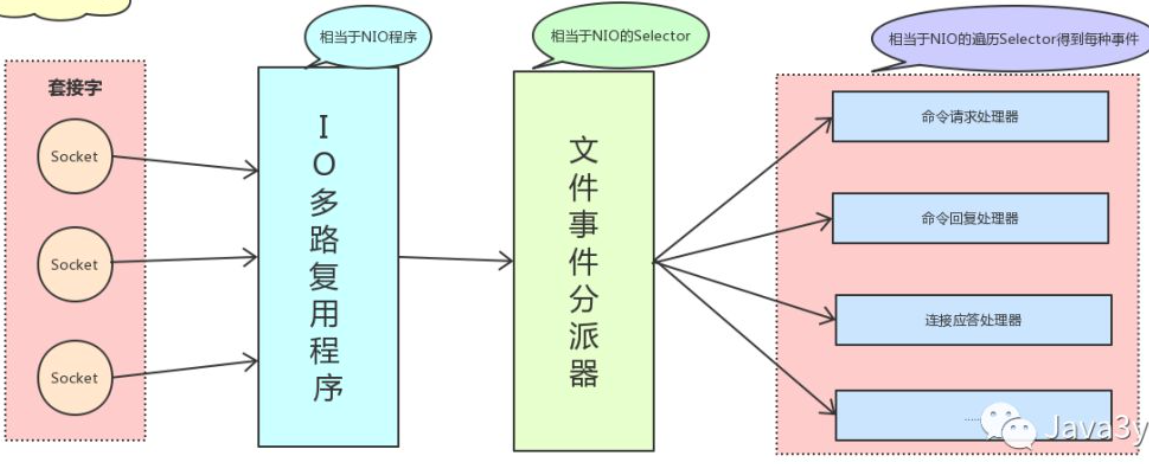 相当于NIO程序
相当于NIO的Selector
相当于NIO的遍历Selector得到每种事件
套接字
Socket
Socket
Socket
IO多路复用程序
文件事件分派器
命令请求处理器
命令回复处理器
连接应答处理器
......
Java3y